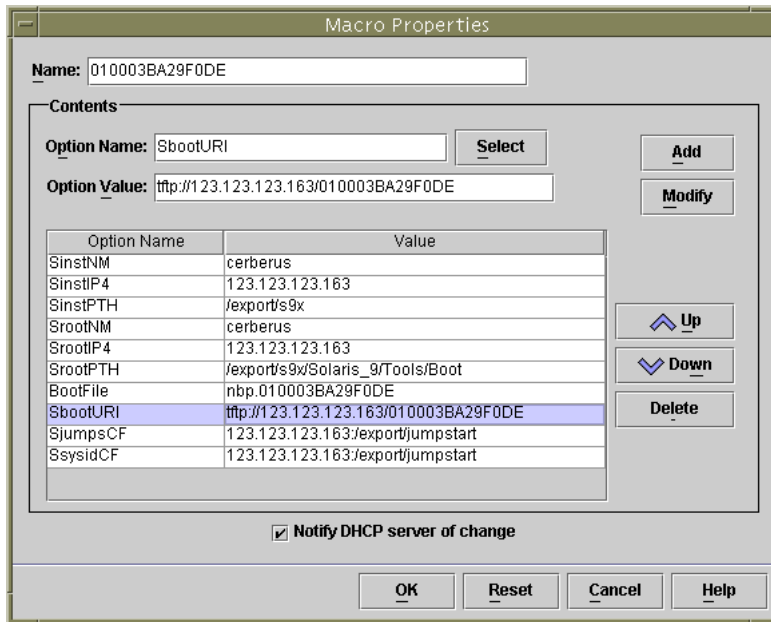 Macro Properties
Name: 010003BA29F0DE
Contents
Option Name: SbootURI Select Add
Option Value: tftp://123.123.123.163/010003BA29F0DE Modify
Option Name Value
SinstNM cerberus
SinstIP4 123.123.123.163
SinstPTH /export/s9x
SrootNM cerberus
SrootIP4 123.123.123.163
SrootPTH /export/s9x/Solaris_9/Tools/Boot
BootFile nbp.010003BA29F0DE
SbootURI tftp://123.123.123.163/010003BA29F0DE
SjumpsCF 123.123.123.163:/export/jumpstart
SsysidCF 123.123.123.163:/export/jumpstart
Up
Down
Delete
Notify DHCP server of change
OK Reset Cancel Help